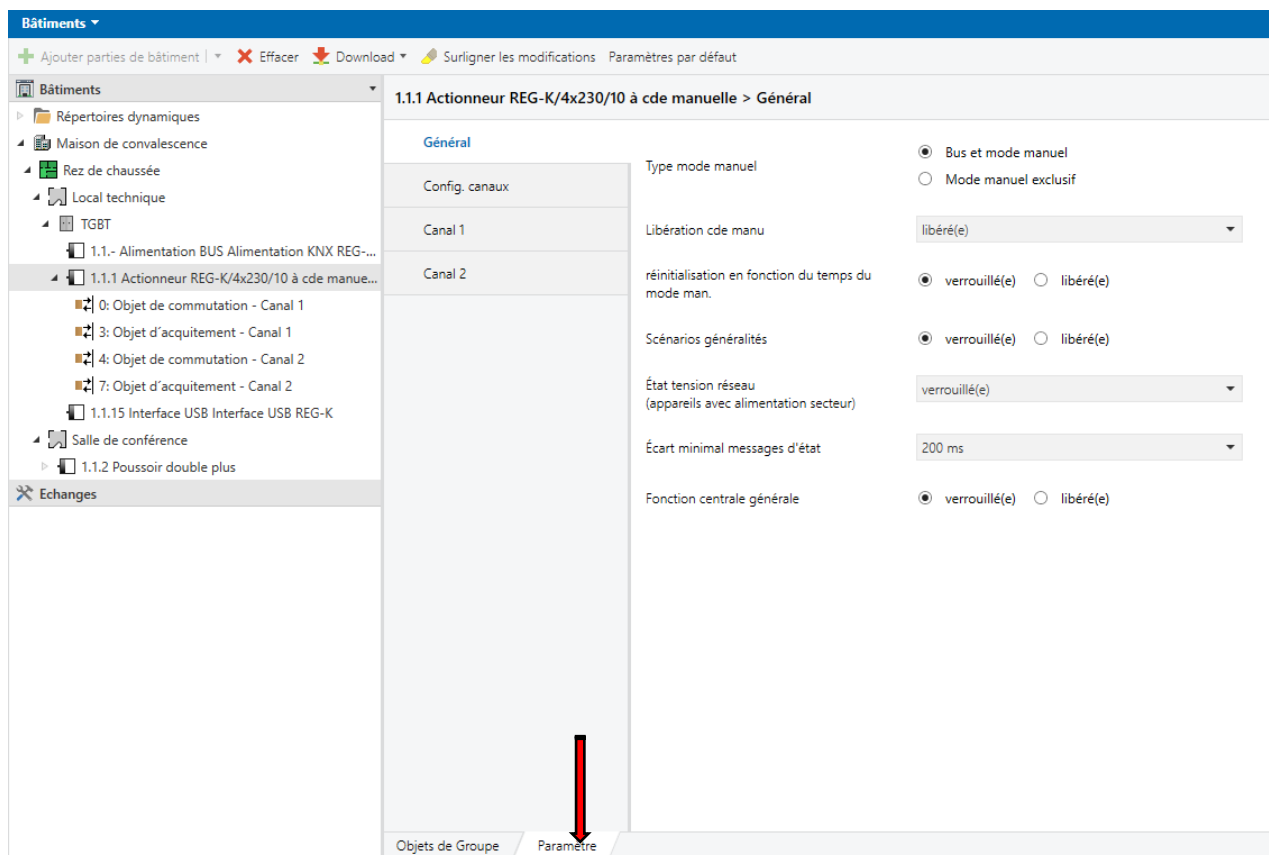 Bâtiments
Ajouter parties de bâtiment Effacer Download Surligner les modifications Paramètres par défaut
Bâtiments
Répertoires dynamiques
Maison de convalescence
Rez de chaussée
Local technique
TGBT
1.1.- Alimentation BUS Alimentation KNX REG-...
1.1.1 Actionneur REG-K/4x230/10 à cde manue...
0: Objet de commutation - Canal 1
3: Objet d´acquitement - Canal 1
4: Objet de commutation - Canal 2
7: Objet d´acquitement - Canal 2
1.1.15 Interface USB Interface USB REG-K
Salle de conférence
1.1.2 Poussoir double plus
Echanges
1.1.1 Actionneur REG-K/4x230/10 à cde manuelle > Général
Général
Config. canaux
Canal 1
Canal 2
Type mode manuel
Bus et mode manuel
Mode manuel exclusif
Libération cde manu
libéré(e)
réinitialisation en fonction du temps du
mode man.
verrouillé(e) libéré(e)
Scénarios généralités
verrouillé(e) libéré(e)
État tension réseau
(appareils avec alimentation secteur)
verrouillé(e)
Écart minimal messages d'état
200 ms
Fonction centrale générale
verrouillé(e) libéré(e)
Objets de Groupe Paramètre